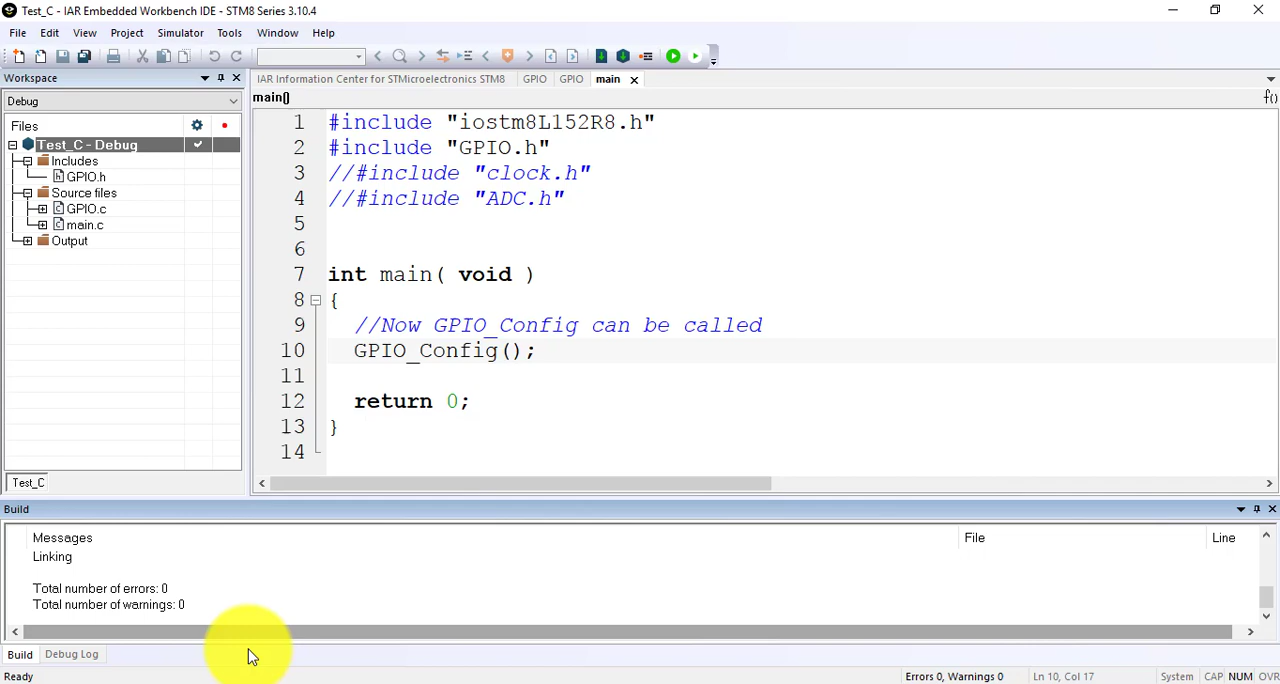 Test_C - IAR Embedded Workbench IDE - STM8 Series 3.10.4
File Edit View Project Simulator Tools Window Help
Workspace
IAR Information Center for STMicroelectronics STM8 GPIO GPIO main
Debug
main()
f()
Files
Test_C - Debug
Includes
GPIO.h
Source files
GPIO.c
main.c
Output
Test_C
1 #include "iostm8L152R8.h"
2 #include "GPIO.h"
3 //#include "clock.h"
4 //#include "ADC.h"
5
6
7 int main( void )
8 {
9 //Now GPIO_Config can be called
10 GPIO_Config();
11
12 return 0;
13 }
14
Build
Messages File Line
Linking
Total number of errors: 0
Total number of warnings: 0
Build Debug Log
Ready Errors 0, Warnings 0 Ln 10, Col 17 System CAP NUM OVR